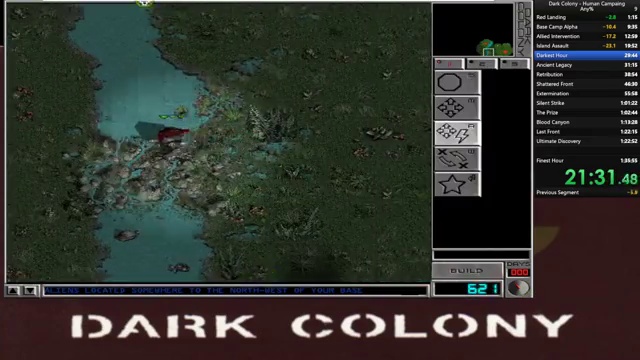 Dark Colony - Human Campaing
Any%
9
Red Landing -2.8 1:15
Base Camp Alpha -10.4 9:35
Allied Intervention -17.2 12:59
Island Assault -23.1 19:52
Darkest Hour 29:44
Ancient Legacy 31:15
Retribution 38:54
Shattered Front 46:30
Extermination 55:58
Silent Strike 1:01:22
The Prize 1:02:44
Blood Canyon 1:13:28
Last Front 1:22:15
Ultimate Discovery 1:22:52
Finest Hour 1:35:55
21:31.48
Previous Segment -5.9
BUILD
DAYS
000
621
ALIENS LOCATED SOMEWHERE TO THE NORTH-WEST OF YOUR BASE
DARK COLONY